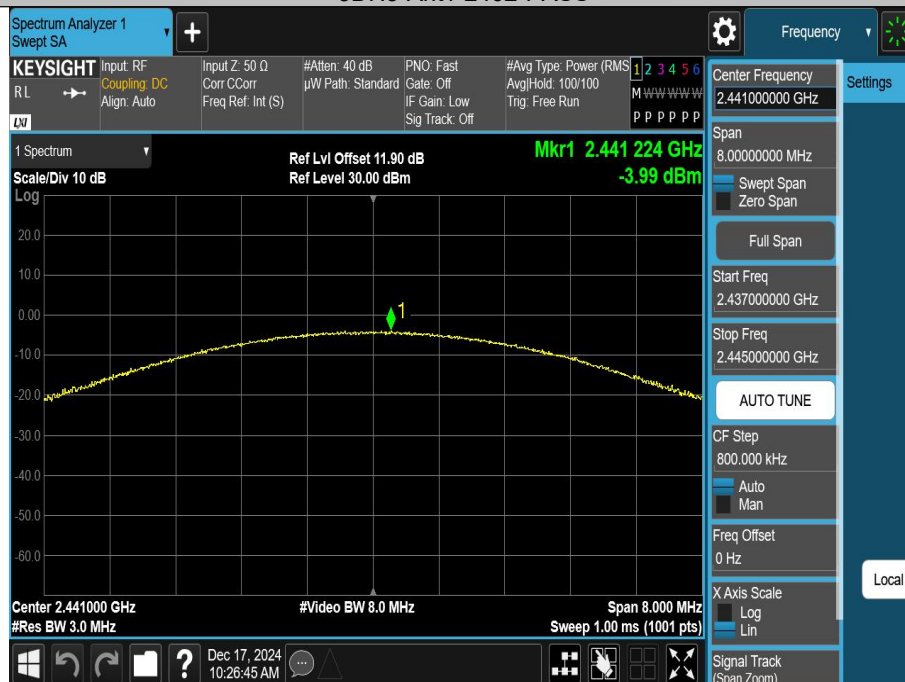 Spectrum Analyzer 1
Swept SA
Frequency
KEYSIGHT
RL
LXI
Input: RF
Coupling: DC
Align: Auto
Input Z: 50 Ω
Corr CCorr
Freq Ref: Int (S)
#Atten: 40 dB
µW Path: Standard
PNO: Fast
Gate: Off
IF Gain: Low
Sig Track: Off
#Avg Type: Power (RMS
Avg|Hold: 100/100
Trig: Free Run
1 2 3 4 5 6
M W W W W W
P P P P P P
1 Spectrum
Scale/Div 10 dB
Log
Ref Lvl Offset 11.90 dB
Ref Level 30.00 dBm
Mkr1 2.441 224 GHz
-3.99 dBm
20.0
10.0
0.00
-10.0
-20.0
-30.0
-40.0
-50.0
-60.0
1
Center 2.441000 GHz
#Res BW 3.0 MHz
#Video BW 8.0 MHz
Span 8.000 MHz
Sweep 1.00 ms (1001 pts)
Dec 17, 2024
10:26:45 AM
Center Frequency
2.441000000 GHz
Settings
Span
8.00000000 MHz
Swept Span
Zero Span
Full Span
Start Freq
2.437000000 GHz
Stop Freq
2.445000000 GHz
AUTO TUNE
CF Step
800.000 kHz
Auto
Man
Freq Offset
0 Hz
Local
X Axis Scale
Log
Lin
Signal Track
(Span Zoom)